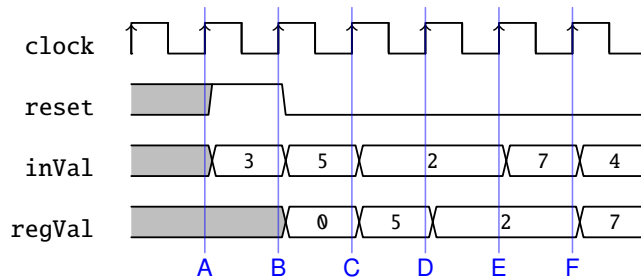 clock
reset
inVal 3 5 2 7 4
regVal 0 5 2 7
A B C D E F